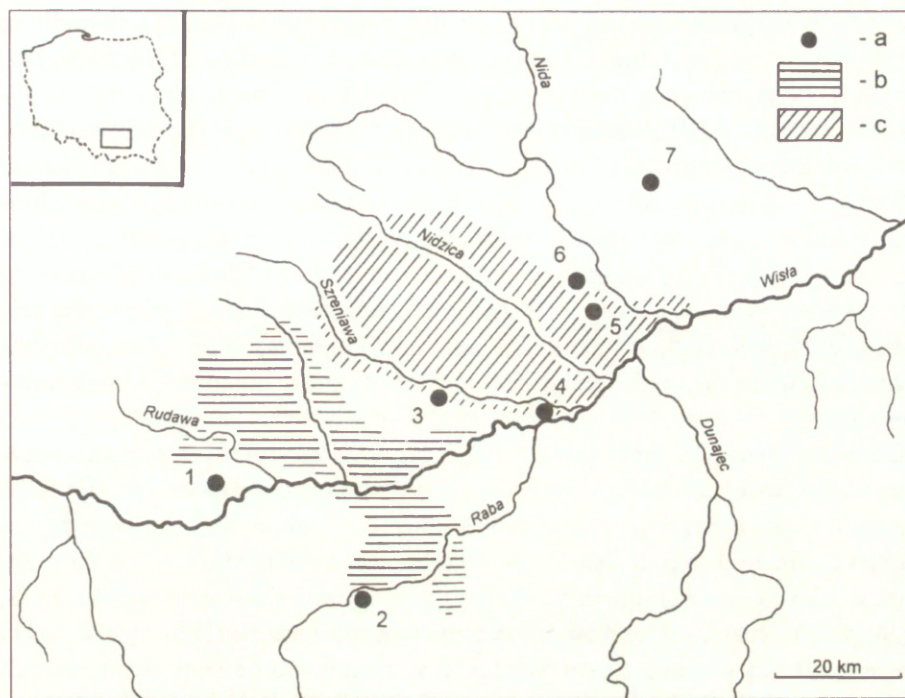 - a
- b
- c
Nida
7
Nidzica
6
Wisła
Szreniawa
5
4
3
Rudawa
Dunajec
1
Raba
2
20 km